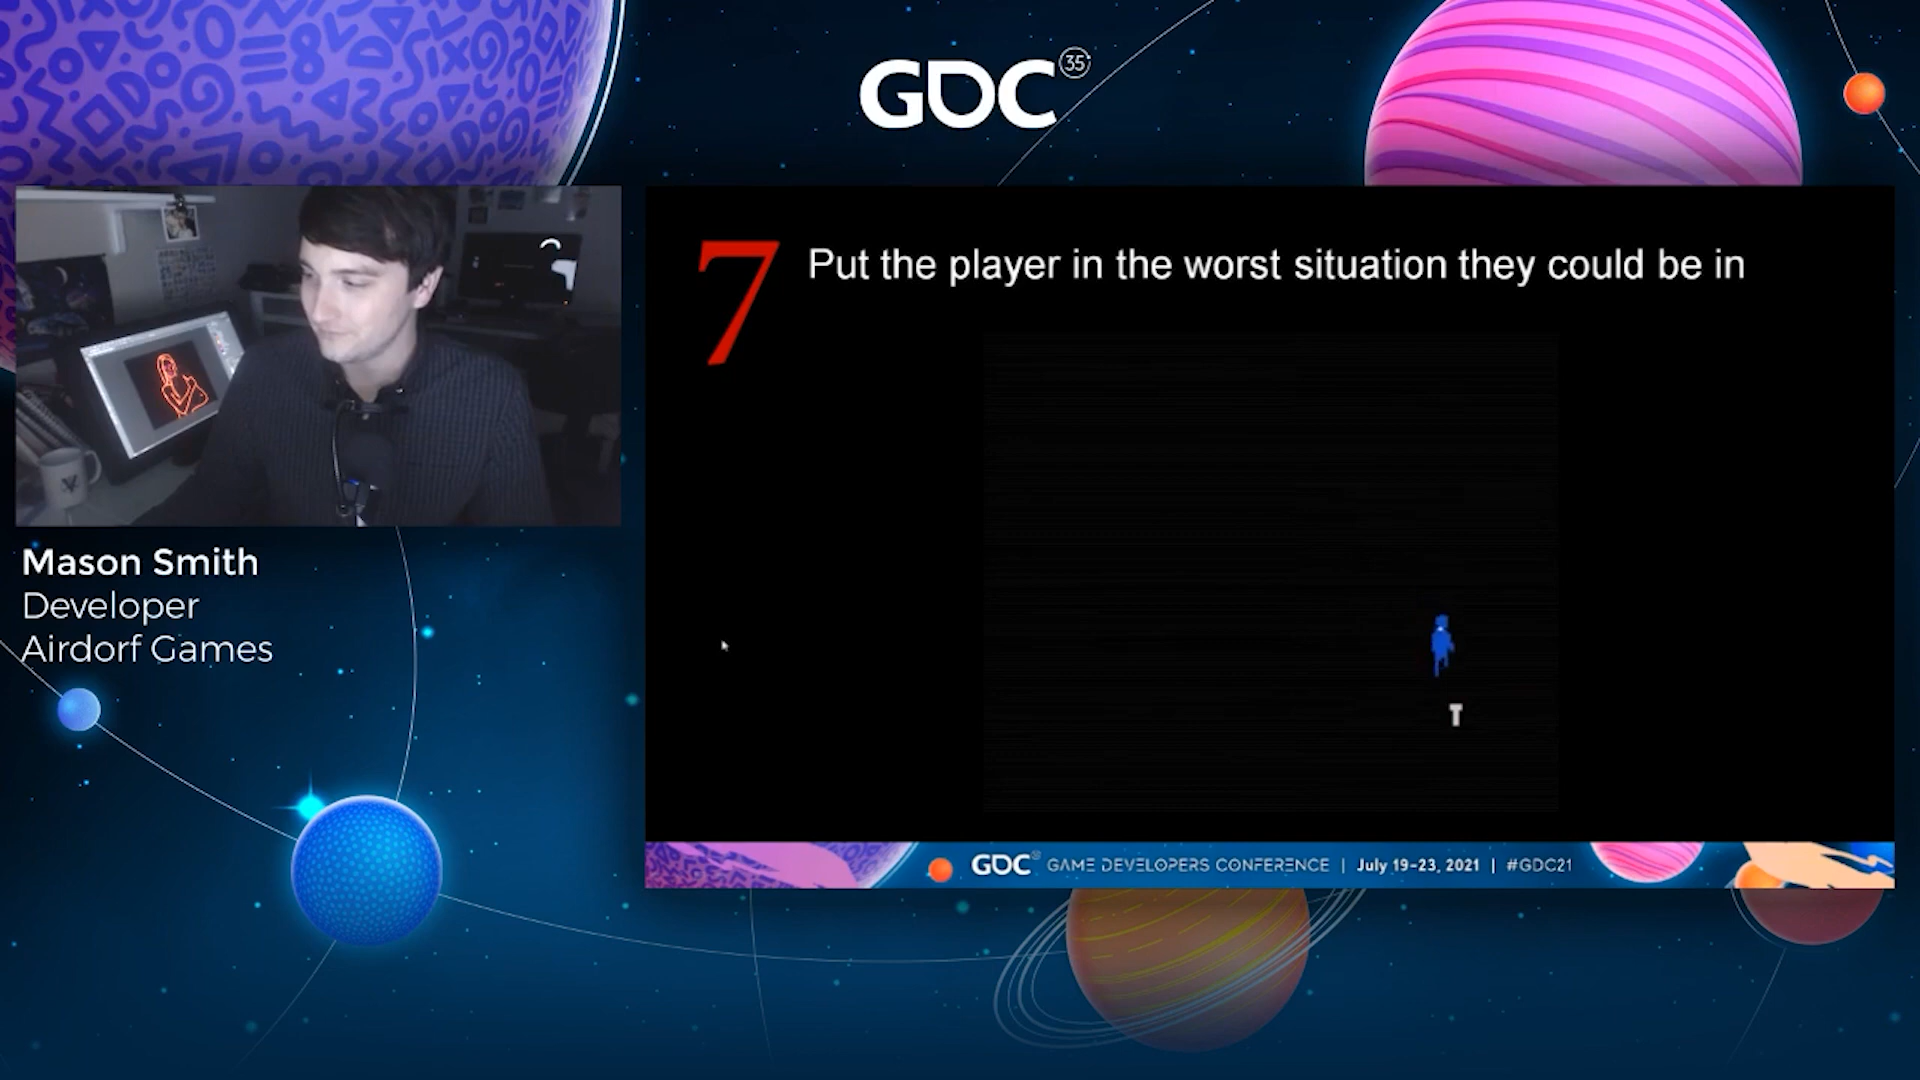 GDC 35
7 Put the player in the worst situation they could be in
T
Mason Smith
Developer
Airdorf Games
GDC GAME DEVELOPERS CONFERENCE | July 19-23, 2021 | #GDC21